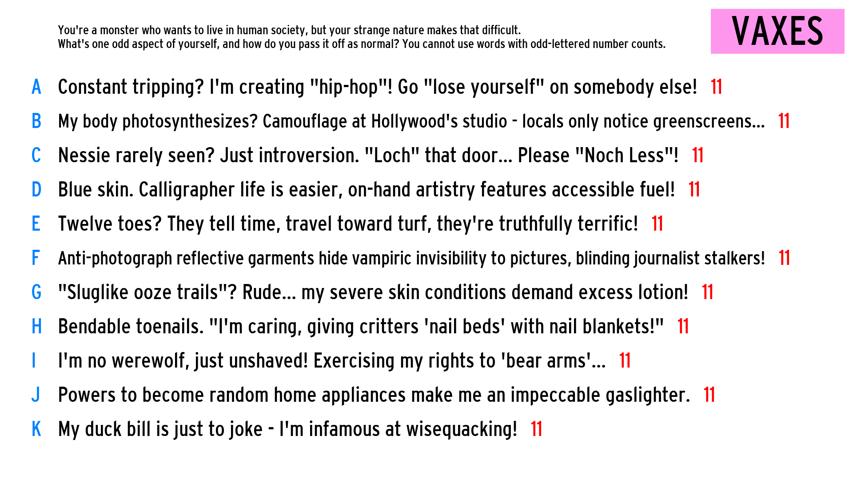 You're a monster who wants to live in human society, but your strange nature makes that difficult.
What's one odd aspect of yourself, and how do you pass it off as normal? You cannot use words with odd-lettered number counts.
VAXES
A Constant tripping? I'm creating "hip-hop"! Go "lose yourself" on somebody else! 11
B My body photosynthesizes? Camouflage at Hollywood's studio - locals only notice greenscreens... 11
C Nessie rarely seen? Just introversion. "Loch" that door... Please "Noch Less"! 11
D Blue skin. Calligrapher life is easier, on-hand artistry features accessible fuel! 11
E Twelve toes? They tell time, travel toward turf, they're truthfully terrific! 11
F Anti-photograph reflective garments hide vampiric invisibility to pictures, blinding journalist stalkers! 11
G "Sluglike ooze trails"? Rude... my severe skin conditions demand excess lotion! 11
H Bendable toenails. "I'm caring, giving critters 'nail beds' with nail blankets!" 11
I I'm no werewolf, just unshaved! Exercising my rights to 'bear arms'... 11
J Powers to become random home appliances make me an impeccable gaslighter. 11
K My duck bill is just to joke - I'm infamous at wisequacking! 11